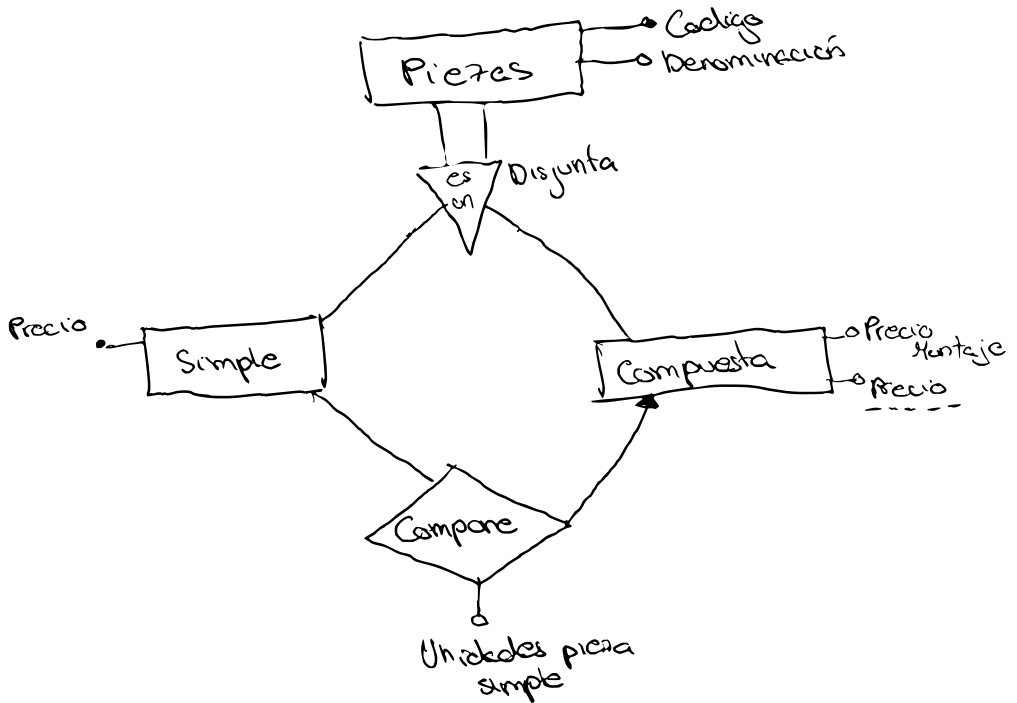 Codigo
Denominación
Piezas
es
un
Disjunta
Precio
Simple
Compuesta
Precio
Montaje
Precio
Compone
Unidades pieza
simple